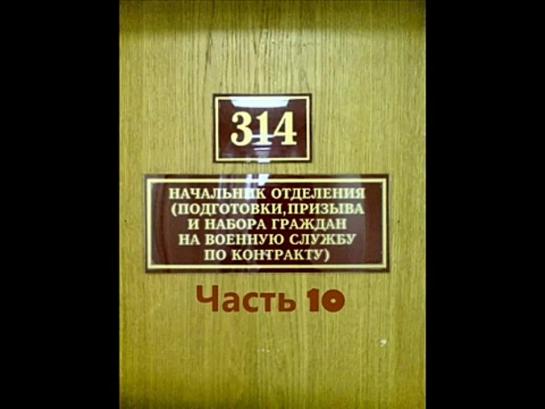 314
НАЧАЛЬНИК ОТДЕЛЕНИЯ
(ПОДГОТОВКИ,ПРИЗЫВА
И НАБОРА ГРАЖДАН
НА ВОЕННУЮ СЛУЖБУ
ПО КОНТРАКТУ)
Часть 10